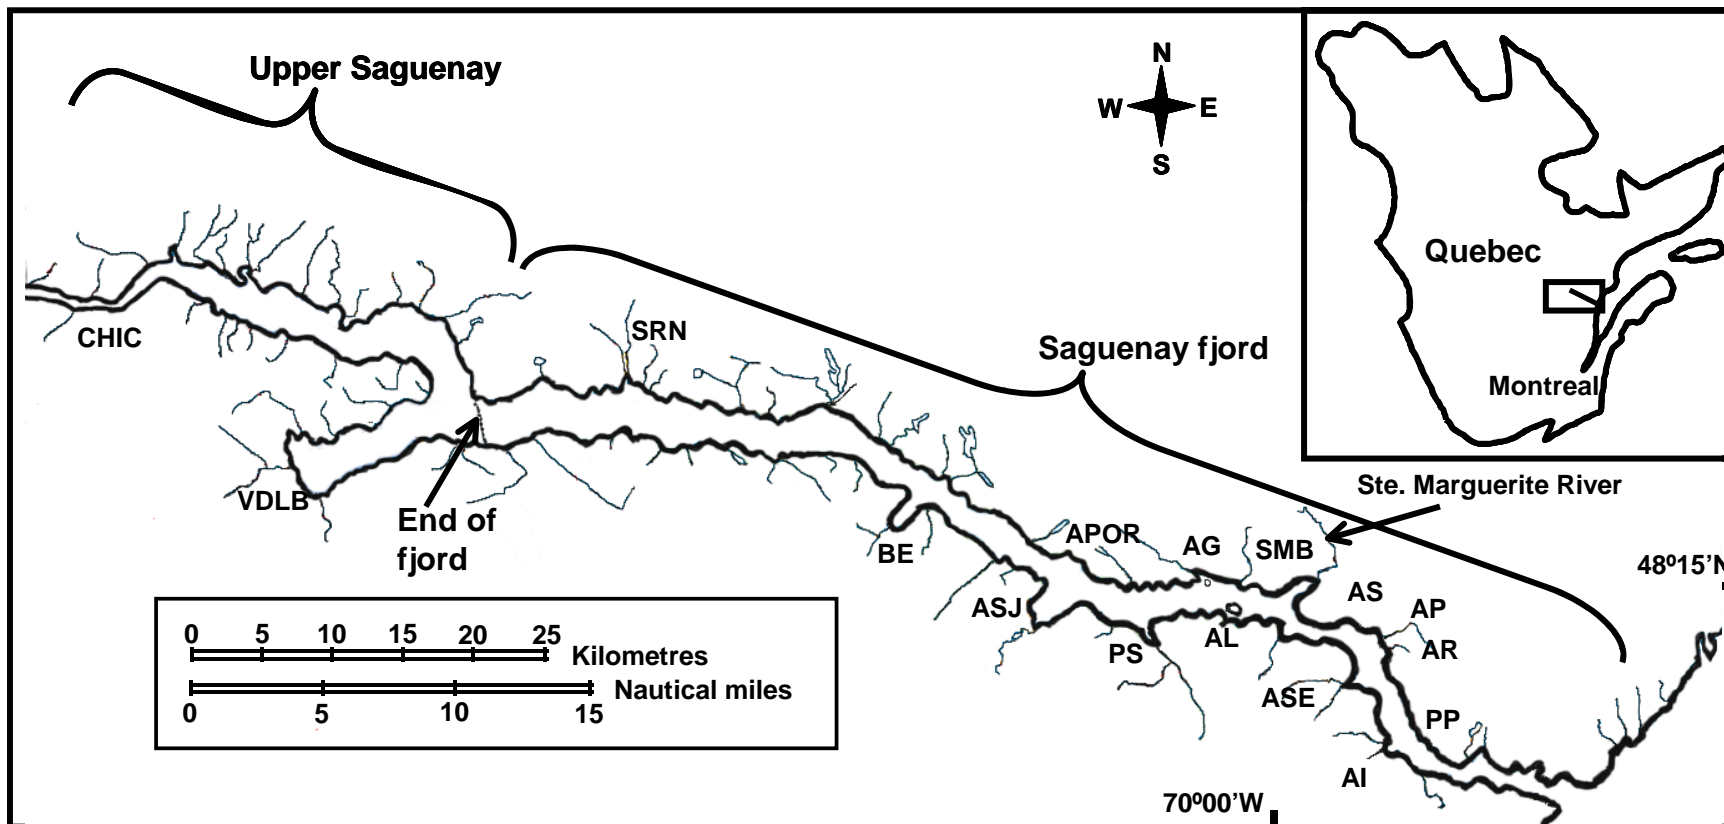 Upper Saguenay
N
W
E
S
Quebec
Montreal
Saguenay fjord
SRN
CHIC
VDLB
End of
fjord
BE
Ste. Marguerite River
APOR
AG
SMB
48º15’N
AS
AP
AR
ASJ
PS
AL
ASE
PP
AI
0 5 10 15 20 25
Kilometres
Nautical miles
0 5 10 15
70º00’W